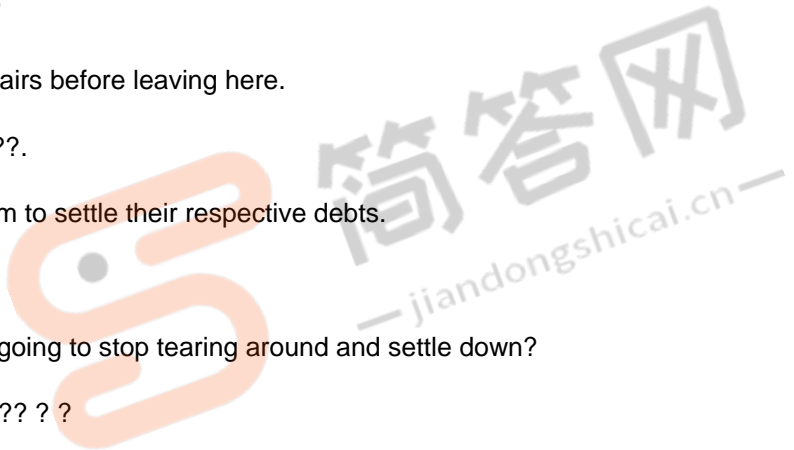 airs before leaving here.
??.
m to settle their respective debts.
going to stop tearing around and settle down?
?? ? ?
简答网
jiandongshicai.cn